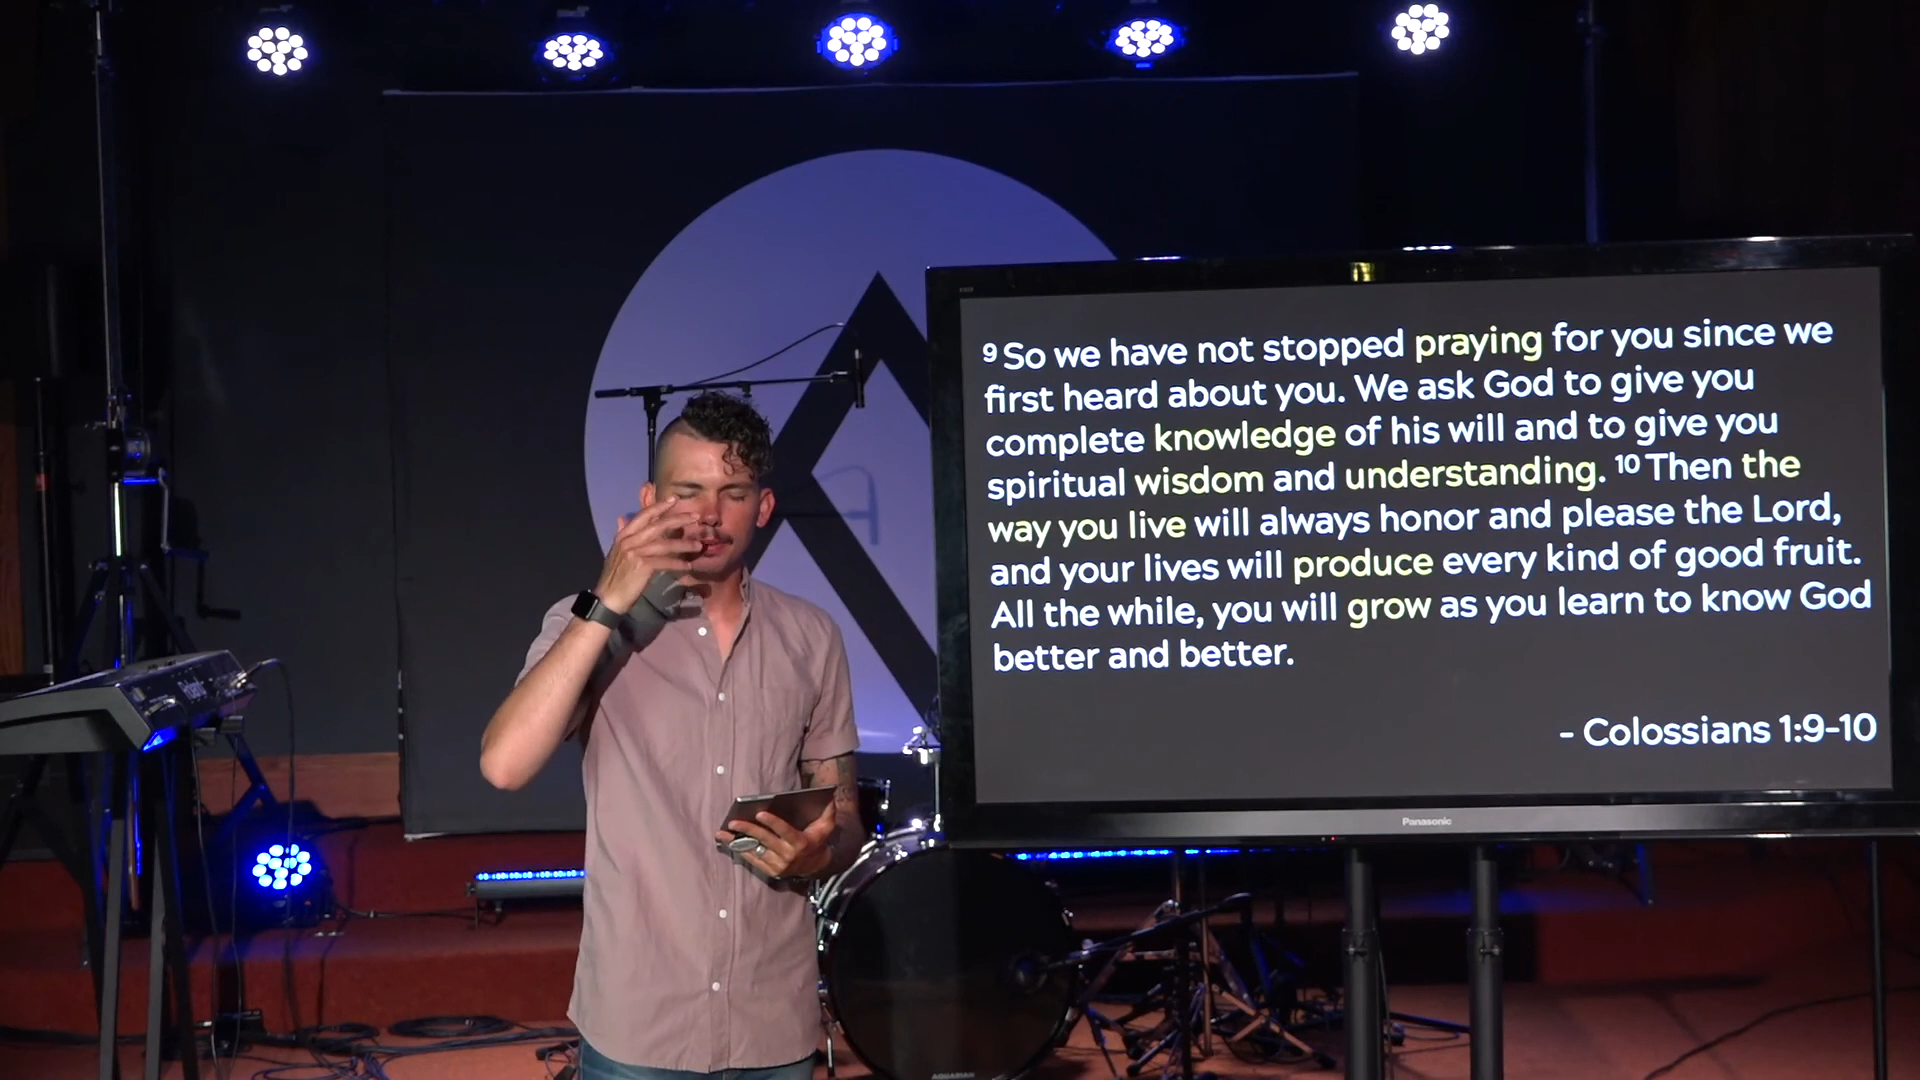 ⁹ So we have not stopped praying for you since we
first heard about you. We ask God to give you
complete knowledge of his will and to give you
spiritual wisdom and understanding. ¹⁰ Then the
way you live will always honor and please the Lord,
and your lives will produce every kind of good fruit.
All the while, you will grow as you learn to know God
better and better.
- Colossians 1:9-10
Panasonic
AQUARIAN